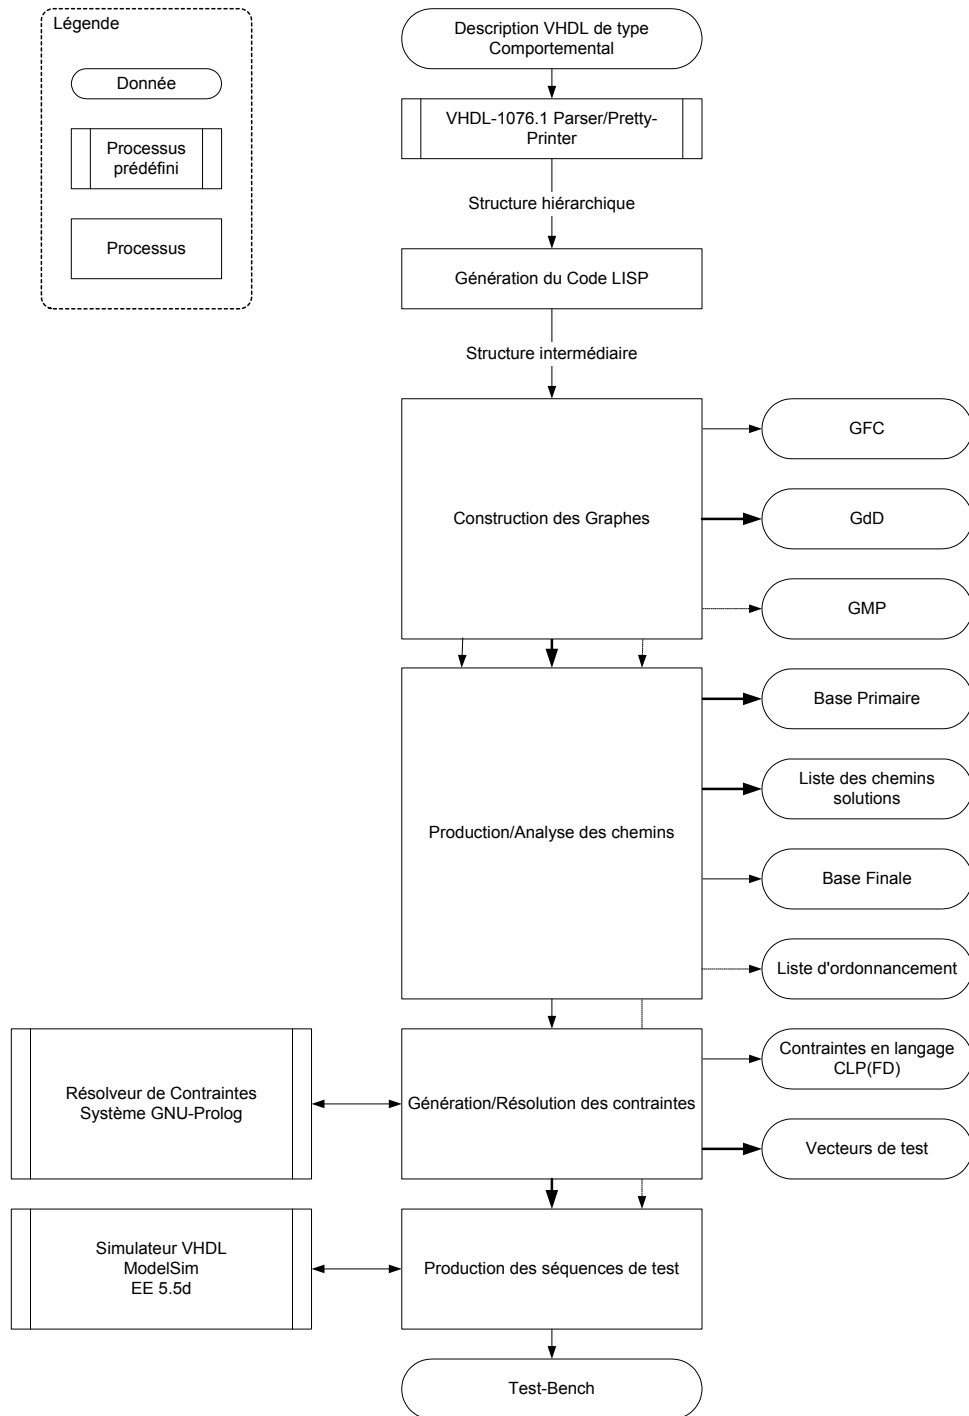 Légende
Donnée
Processus
prédéfini
Processus
Description VHDL de type
Comportemental
VHDL-1076.1 Parser/Pretty-
Printer
Structure hiérarchique
Génération du Code LISP
Structure intermédiaire
Construction des Graphes
GFC
GdD
GMP
Production/Analyse des chemins
Base Primaire
Liste des chemins
solutions
Base Finale
Liste d'ordonnancement
Résolveur de Contraintes
Système GNU-Prolog
Génération/Résolution des contraintes
Contraintes en langage
CLP(FD)
Vecteurs de test
Simulateur VHDL
ModelSim
EE 5.5d
Production des séquences de test
Test-Bench